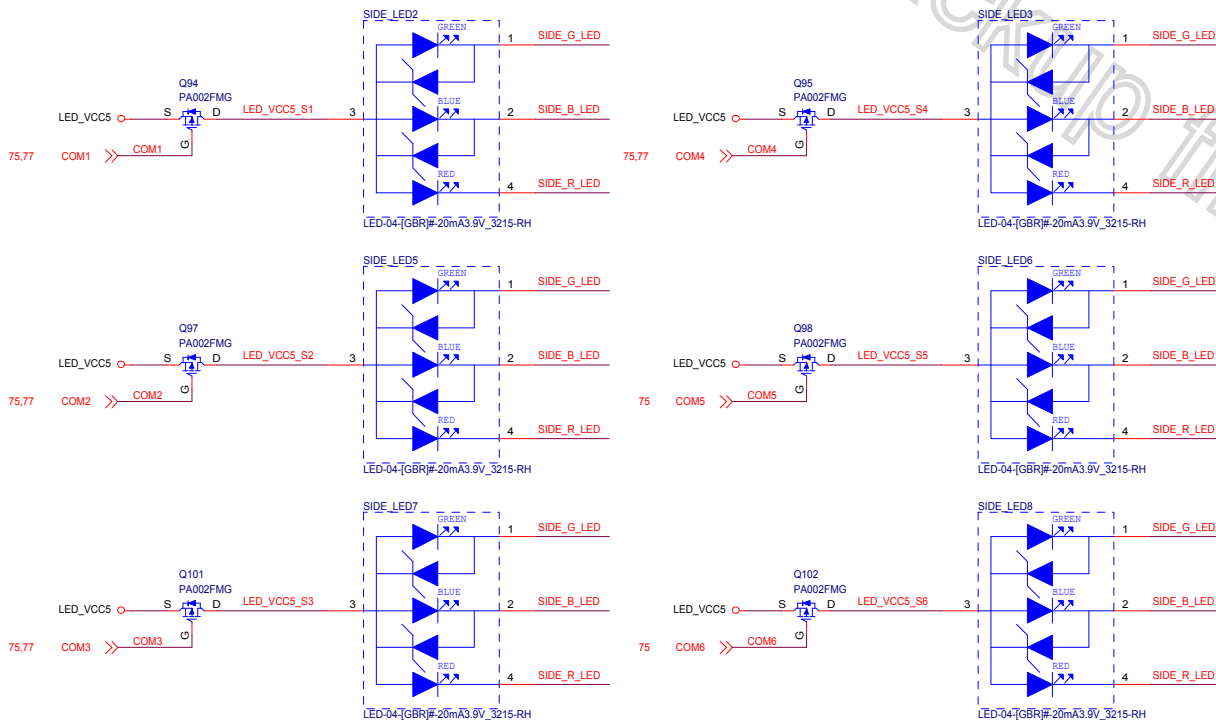 SIDE_LED2
GREEN
1
SIDE_G_LED
Q94
PA002FMG
LED_VCC5
S
D
LED_VCC5_S1
3
BLUE
2
SIDE_B_LED
G
75,77
COM1
COM1
RED
4
SIDE_R_LED
LED-04-[GBR]#-20mA3.9V_3215-RH
SIDE_LED3
GREEN
1
SIDE_G_LED
Q95
PA002FMG
LED_VCC5
S
D
LED_VCC5_S4
3
BLUE
2
SIDE_B_LED
G
75,77
COM4
COM4
RED
4
SIDE_R_LED
LED-04-[GBR]#-20mA3.9V_3215-RH
SIDE_LED5
GREEN
1
SIDE_G_LED
Q97
PA002FMG
LED_VCC5
S
D
LED_VCC5_S2
3
BLUE
2
SIDE_B_LED
G
75,77
COM2
COM2
RED
4
SIDE_R_LED
LED-04-[GBR]#-20mA3.9V_3215-RH
SIDE_LED6
GREEN
1
SIDE_G_LED
Q98
PA002FMG
LED_VCC5
S
D
LED_VCC5_S5
3
BLUE
2
SIDE_B_LED
G
75
COM5
COM5
RED
4
SIDE_R_LED
LED-04-[GBR]#-20mA3.9V_3215-RH
SIDE_LED7
GREEN
1
SIDE_G_LED
Q101
PA002FMG
LED_VCC5
S
D
LED_VCC5_S3
3
BLUE
2
SIDE_B_LED
G
75,77
COM3
COM3
RED
4
SIDE_R_LED
LED-04-[GBR]#-20mA3.9V_3215-RH
SIDE_LED8
GREEN
1
SIDE_G_LED
Q102
PA002FMG
LED_VCC5
S
D
LED_VCC5_S6
3
BLUE
2
SIDE_B_LED
G
75
COM6
COM6
RED
4
SIDE_R_LED
LED-04-[GBR]#-20mA3.9V_3215-RH